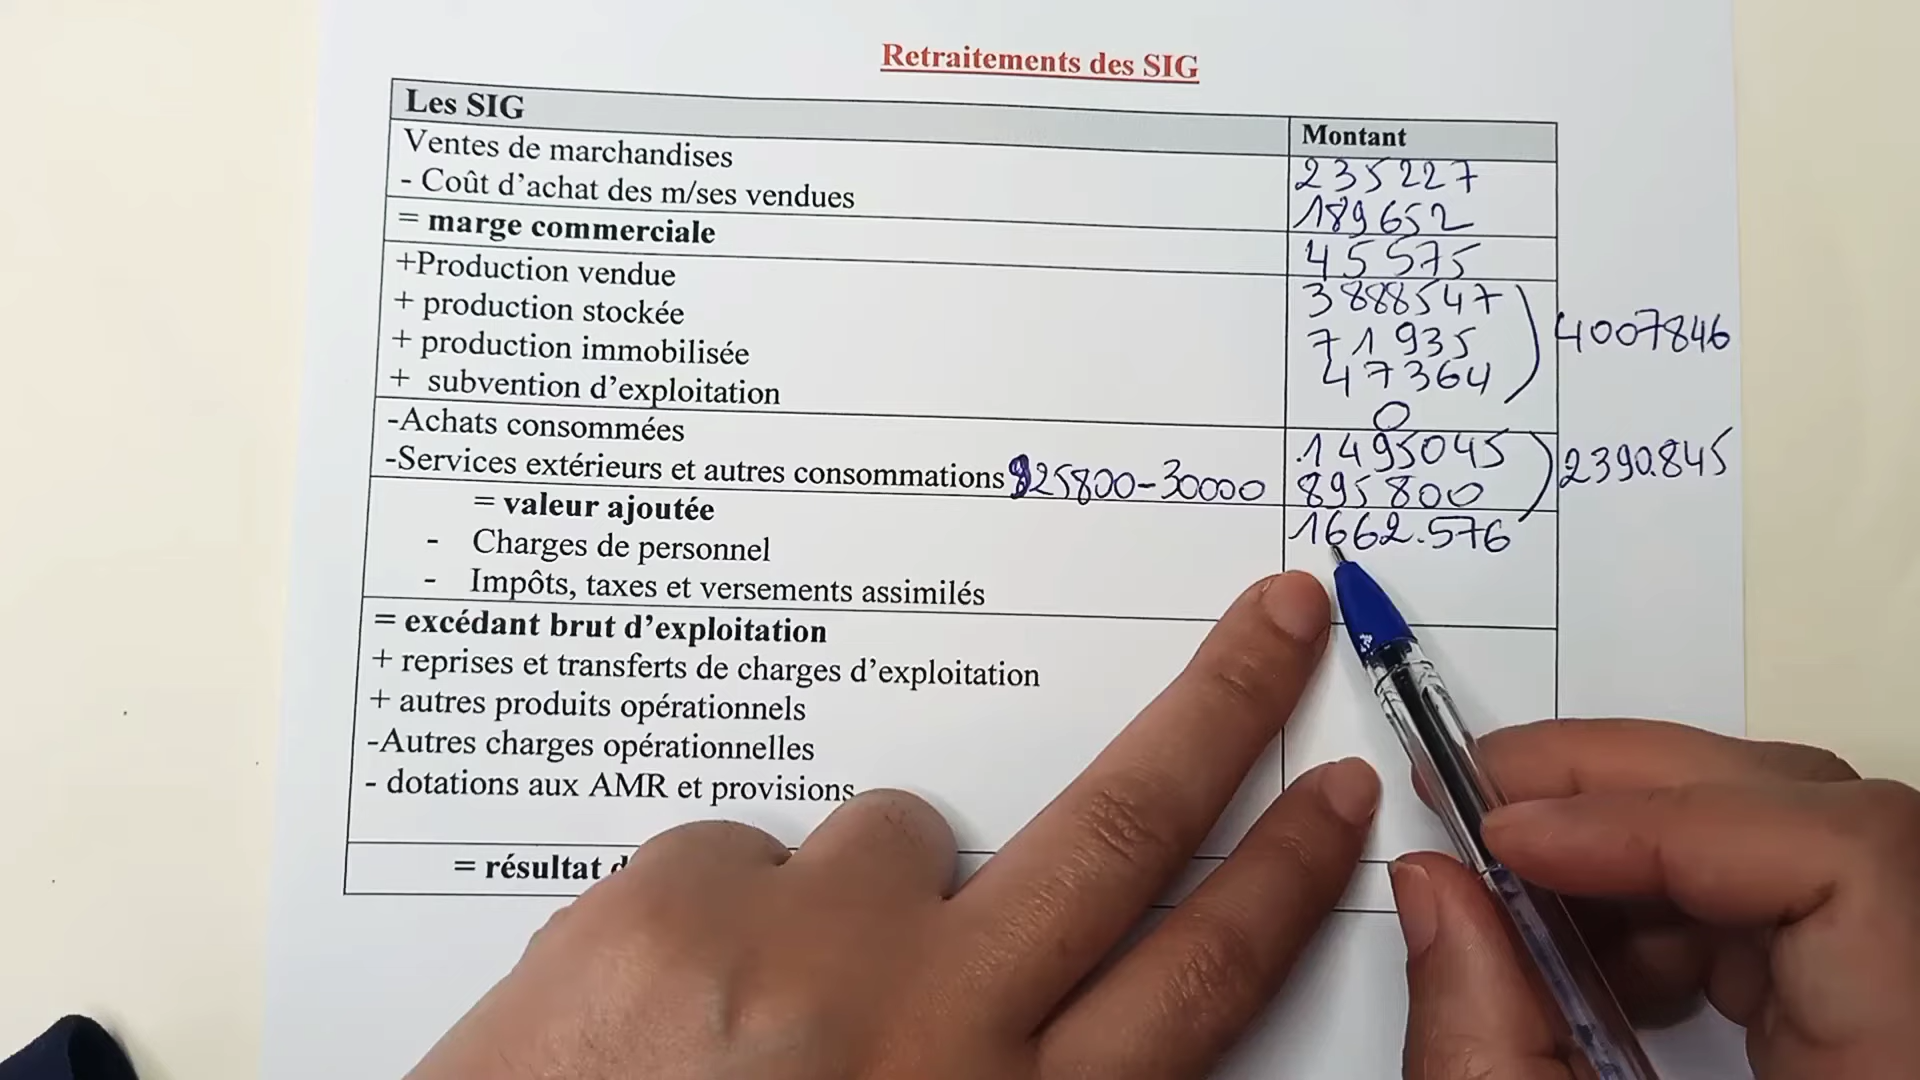 Retraitements des SIG
Les SIG
Montant
Ventes de marchandises
235227
- Coût d'achat des m/ses vendues
189652
= marge commerciale
45575
+Production vendue
3888547
+ production stockée
71935
4007846
+ production immobilisée
47364
+ subvention d'exploitation
0
-Achats consommées
1495045
-Services extérieurs et autres consommations 925800-30000
895800
2390.845
= valeur ajoutée
1662.576
- Charges de personnel
- Impôts, taxes et versements assimilés
= excédant brut d'exploitation
+ reprises et transferts de charges d'exploitation
+ autres produits opérationnels
-Autres charges opérationnelles
- dotations aux AMR et provisions
= résultat